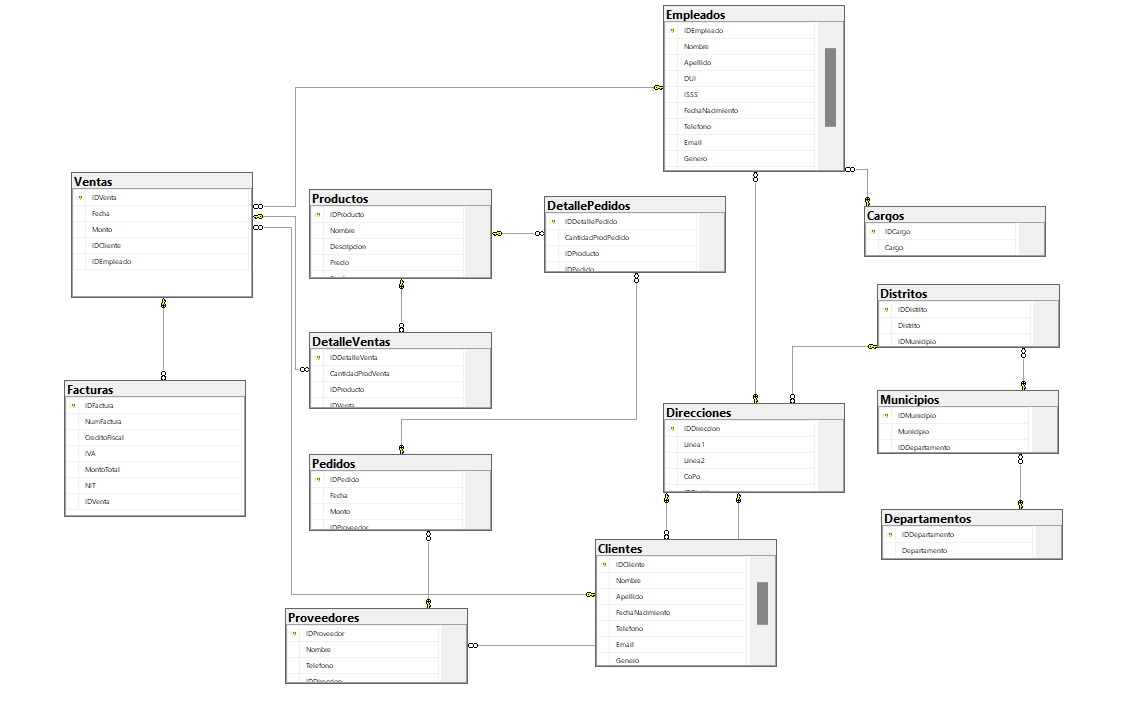 Empleados
IDEmpleado
Nombre
Apellido
DUI
ISSS
FechaNacimiento
Telefono
Email
Genero
Ventas
IDVenta
Fecha
Monto
IDCliente
IDEmpleado
Productos
IDProducto
Nombre
Descripcion
Precio
DetallePedidos
IDDetallePedido
CantidadProdPedido
IDProducto
IDPedido
Cargos
IDCargo
Cargo
Distritos
IDDistrito
Distrito
IDMunicipio
DetalleVentas
IDDetalleVenta
CantidadProdVenta
IDProducto
IDVenta
Facturas
IDFactura
NumFactura
CreditoFiscal
IVA
MontoTotal
NIT
IDVenta
Municipios
IDMunicipio
Municipio
IDDepartamento
Direcciones
IDDireccion
Linea1
Linea2
CoPo
Pedidos
IDPedido
Fecha
Monto
IDProveedor
Departamentos
IDDepartamento
Departamento
Clientes
IDCliente
Nombre
Apellido
FechaNacimiento
Telefono
Email
Genero
Proveedores
IDProveedor
Nombre
Telefono
IDDireccion